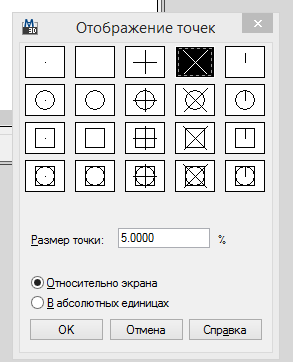 Отображение точек
Размер точки: 5.0000 %
Относительно экрана
В абсолютных единицах
OK Отмена Справка